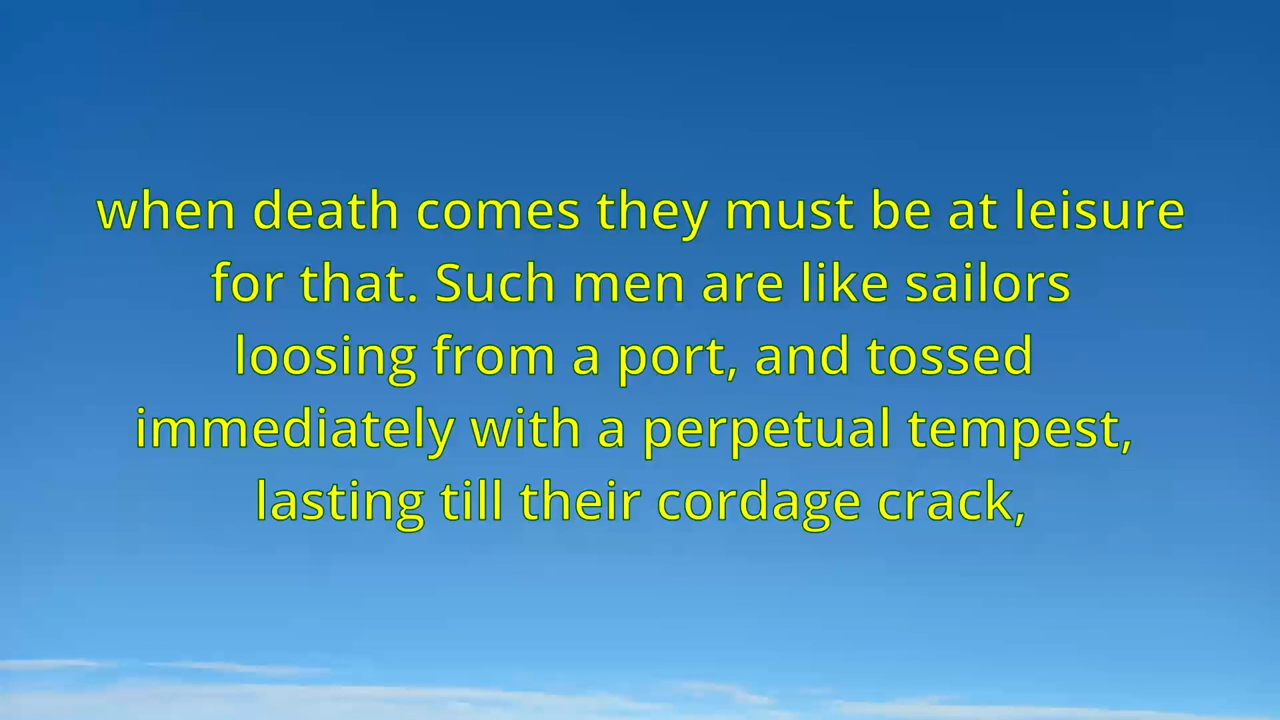 when death comes they must be at leisure
for that. Such men are like sailors
loosing from a port, and tossed
immediately with a perpetual tempest,
lasting till their cordage crack,